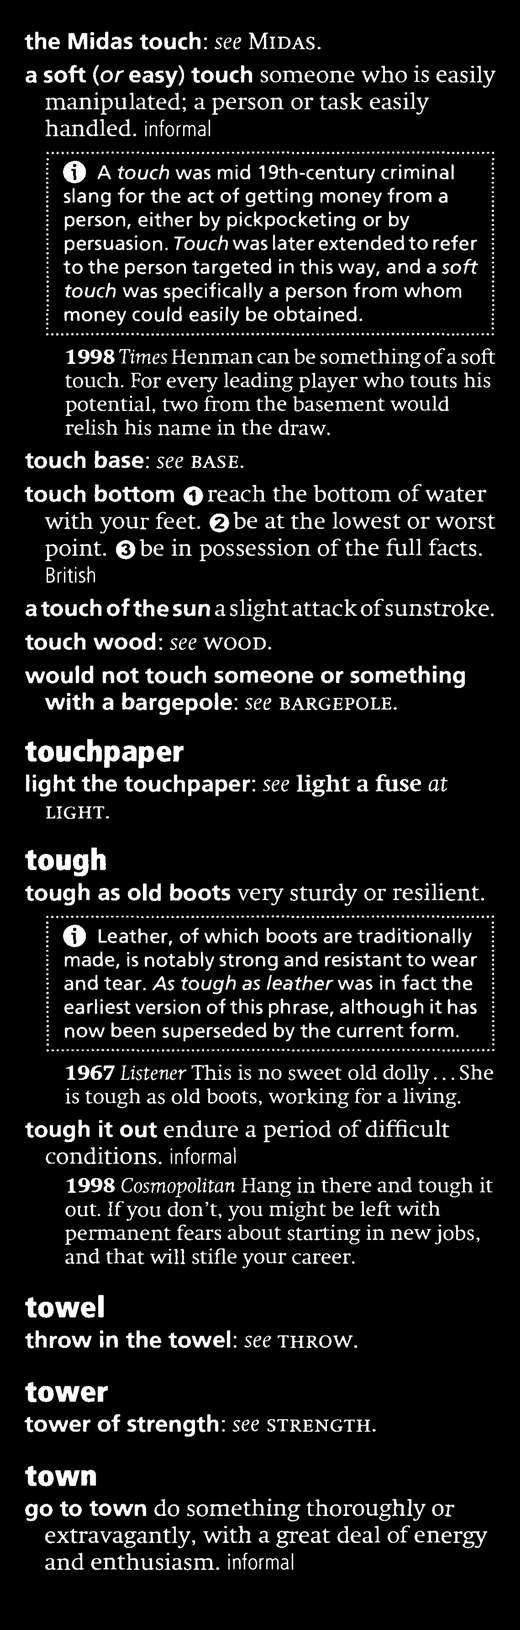 the Midas touch: see MIDAS.
a soft (or easy) touch someone who is easily
manipulated; a person or task easily
handled. informal
ℹ A touch was mid 19th-century criminal
slang for the act of getting money from a
person, either by pickpocketing or by
persuasion. Touch was later extended to refer
to the person targeted in this way, and a soft
touch was specifically a person from whom
money could easily be obtained.
1998 Times Henman can be something of a soft
touch. For every leading player who touts his
potential, two from the basement would
relish his name in the draw.
touch base: see BASE.
touch bottom ❶ reach the bottom of water
with your feet. ❷ be at the lowest or worst
point. ❸ be in possession of the full facts.
British
a touch of the sun a slight attack of sunstroke.
touch wood: see WOOD.
would not touch someone or something
with a bargepole: see BARGEPOLE.
touchpaper
light the touchpaper: see light a fuse at
LIGHT.
tough
tough as old boots very sturdy or resilient.
ℹ Leather, of which boots are traditionally
made, is notably strong and resistant to wear
and tear. As tough as leather was in fact the
earliest version of this phrase, although it has
now been superseded by the current form.
1967 Listener This is no sweet old dolly...She
is tough as old boots, working for a living.
tough it out endure a period of difficult
conditions. informal
1998 Cosmopolitan Hang in there and tough it
out. If you don't, you might be left with
permanent fears about starting in new jobs,
and that will stifle your career.
towel
throw in the towel: see THROW.
tower
tower of strength: see STRENGTH.
town
go to town do something thoroughly or
extravagantly, with a great deal of energy
and enthusiasm. informal